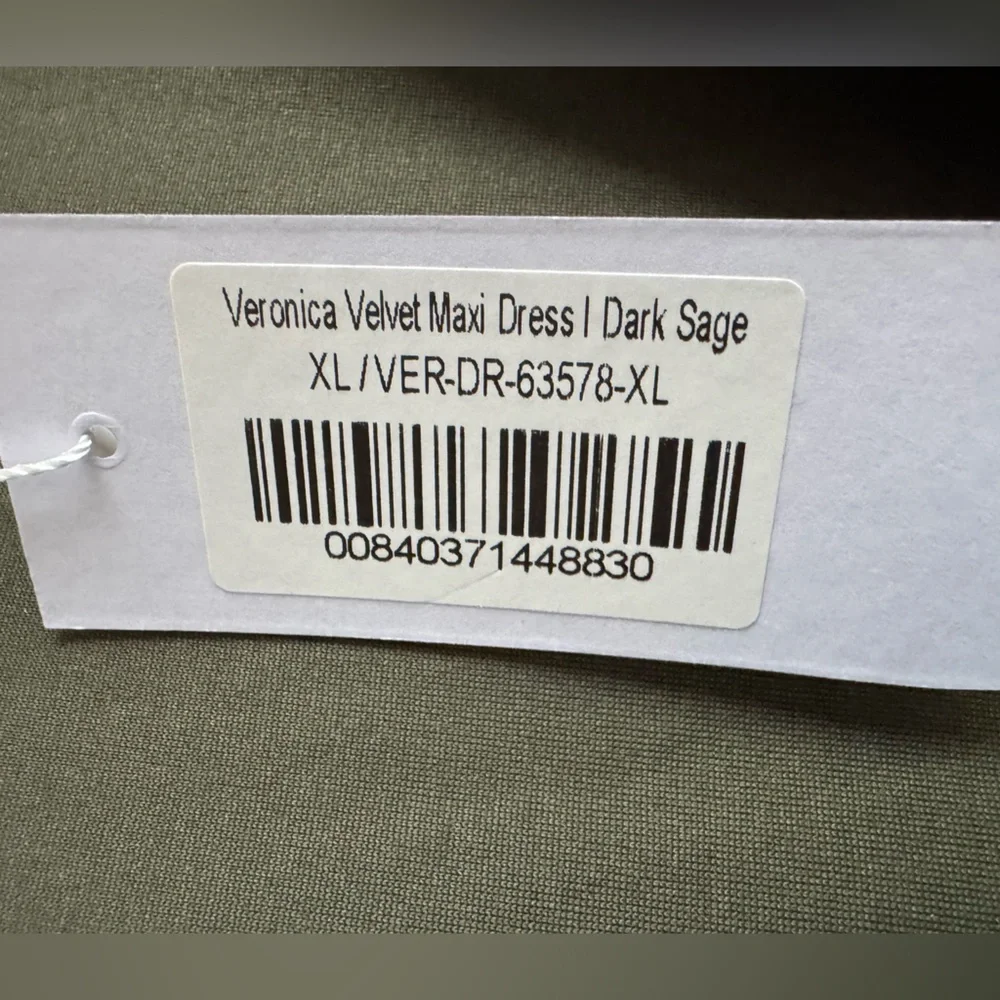 Veronica Velvet Maxi Dress | Dark Sage
XL / VER-DR-63578-XL
00840371448830